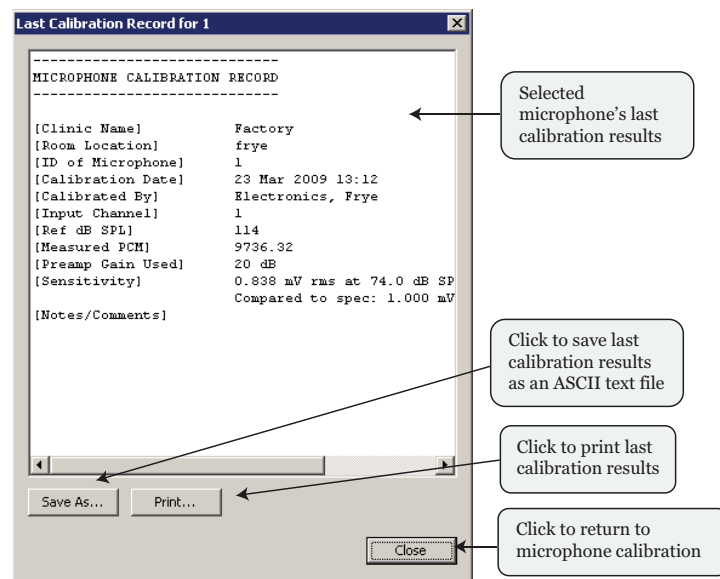 Last Calibration Record for 1
------------------------------
MICROPHONE CALIBRATION RECORD
------------------------------
[Clinic Name] Factory
[Room Location] frye
[ID of Microphone] 1
[Calibration Date] 23 Mar 2009 13:12
[Calibrated By] Electronics, Frye
[Input Channel] 1
[Ref dB SPL] 114
[Measured PCM] 9736.32
[Preamp Gain Used] 20 dB
[Sensitivity] 0.838 mV rms at 74.0 dB SP
Compared to spec: 1.000 mV
[Notes/Comments]
Save As...
Print...
Close
Selected
microphone's last
calibration results
Click to save last
calibration results
as an ASCII text file
Click to print last
calibration results
Click to return to
microphone calibration